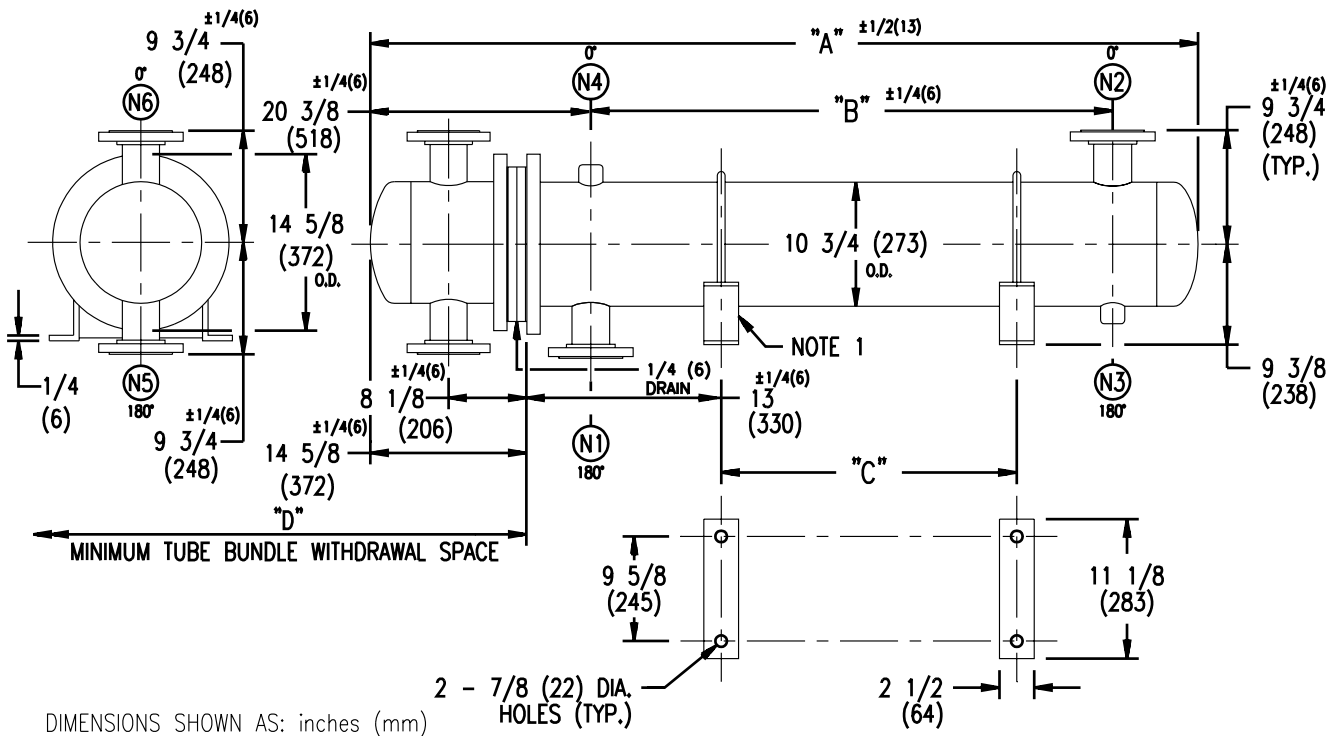 ±1/4(6)
9 3/4
(248)
0°
N6
±1/4(6)
20 3/8
(518)
"A" ±1/2(13)
0°
N4
"B" ±1/4(6)
0°
N2
±1/4(6)
9 3/4
(248)
(TYP.)
14 5/8
(372)
O.D.
10 3/4 (273)
O.D.
NOTE 1
1/4
(6)
N5
180°
±1/4(6)
9 3/4
(248)
±1/4(6)
8 1/8
(206)
1/4 (6)
DRAIN
±1/4(6)
13
(330)
N3
180°
9 3/8
(238)
±1/4(6)
14 5/8
(372)
N1
180°
"C"
"D"
MINIMUM TUBE BUNDLE WITHDRAWAL SPACE
9 5/8
(245)
11 1/8
(283)
2 - 7/8 (22) DIA.
HOLES (TYP.)
2 1/2
(64)
DIMENSIONS SHOWN AS: inches (mm)